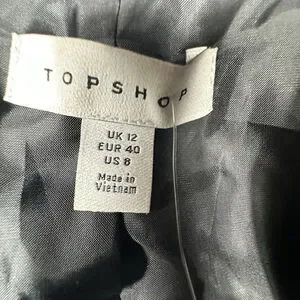 TOPSHOP
UK 12
EUR 40
US 8
Made in
Vietnam